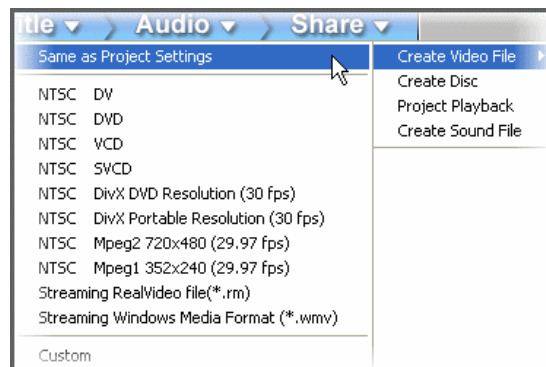 itle Audio Share
Same as Project Settings
NTSC DV
NTSC DVD
NTSC VCD
NTSC SVCD
NTSC DivX DVD Resolution (30 fps)
NTSC DivX Portable Resolution (30 fps)
NTSC Mpeg2 720x480 (29.97 fps)
NTSC Mpeg1 352x240 (29.97 fps)
Streaming RealVideo file(*.rm)
Streaming Windows Media Format (*.wmv)
Custom
Create Video File
Create Disc
Project Playback
Create Sound File